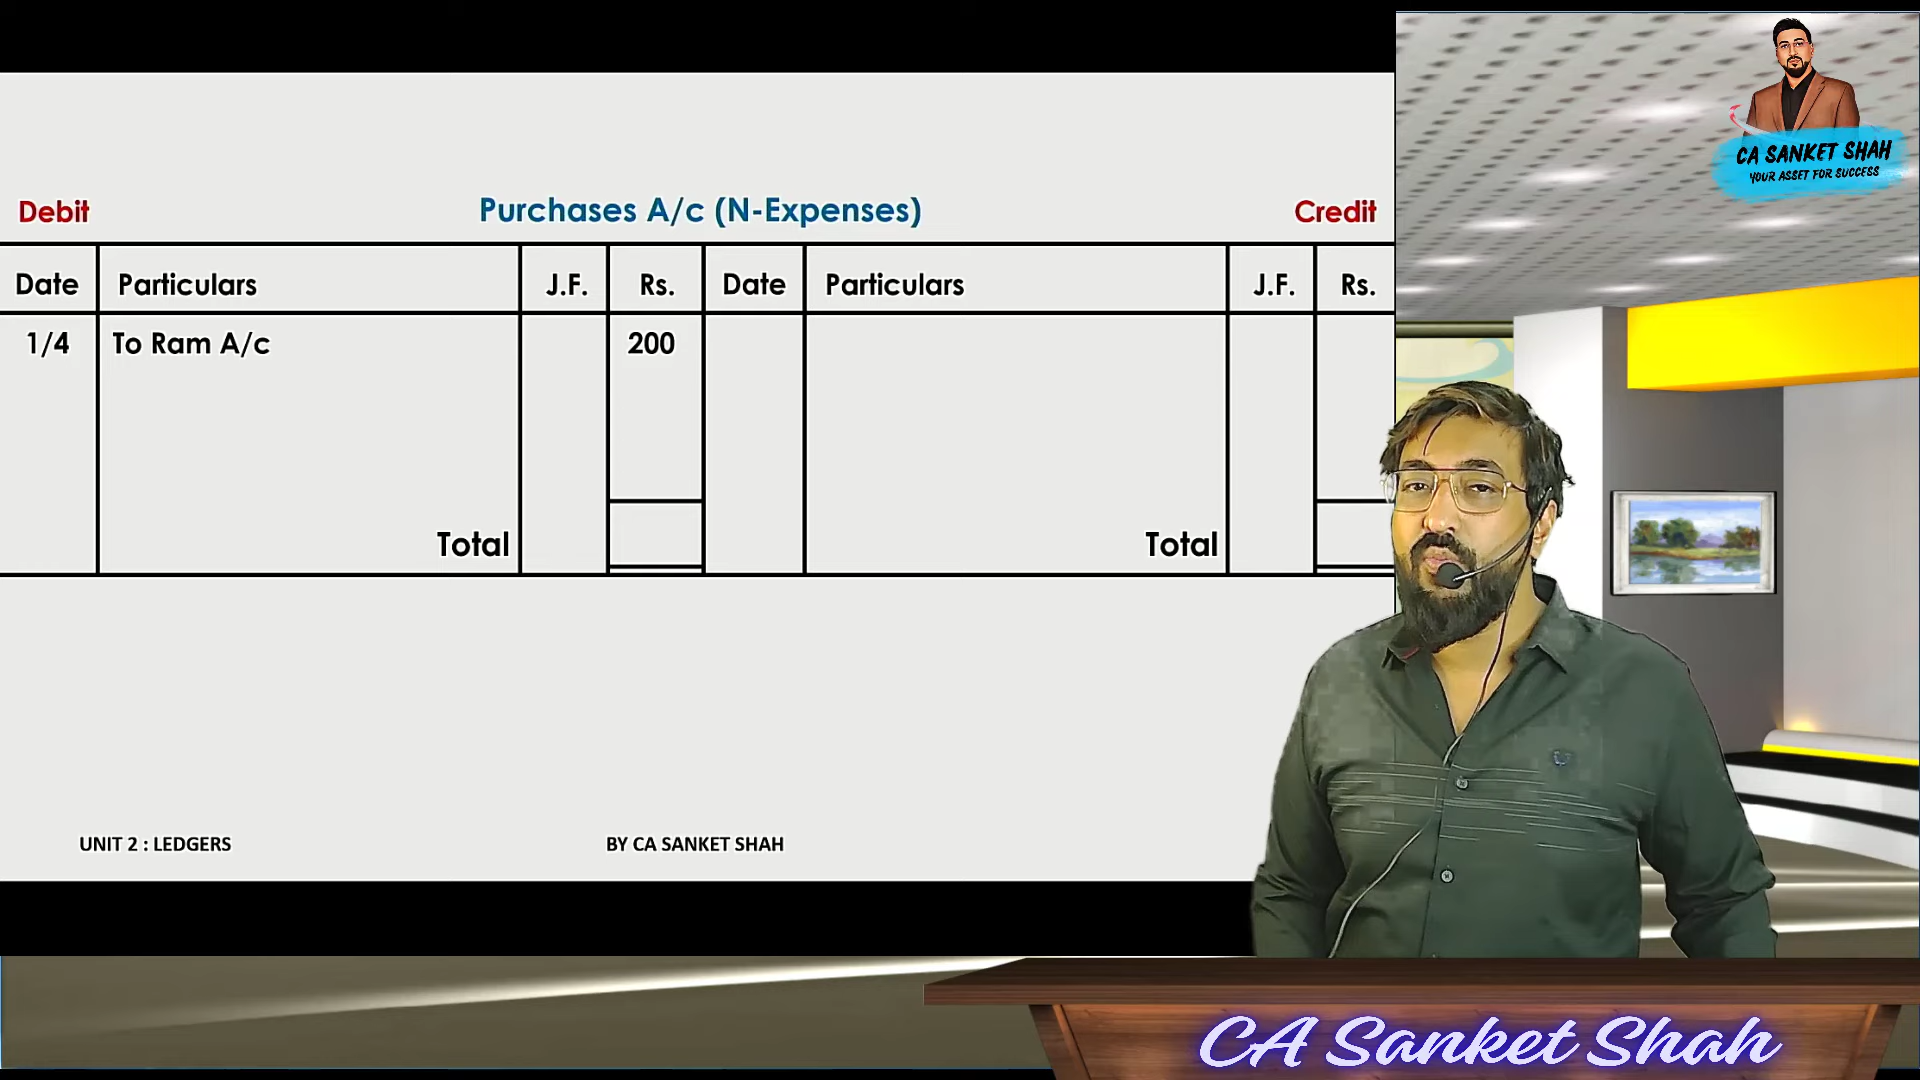 CA SANKET SHAH
YOUR ASSET FOR SUCCESS
Debit Purchases A/c (N-Expenses) Credit
Date Particulars J.F. Rs. Date Particulars J.F. Rs.
1/4 To Ram A/c 200
Total Total
UNIT 2 : LEDGERS BY CA SANKET SHAH
CA Sanket Shah